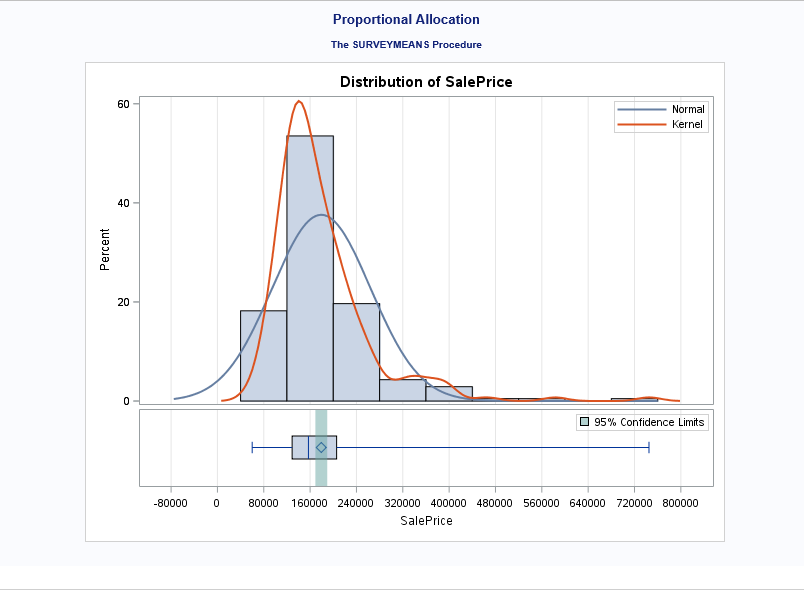 Proportional Allocation
The SURVEYMEANS Procedure
Distribution of SalePrice
Normal
Kernel
60
40
20
0
Percent
95% Confidence Limits
-80000 0 80000 160000 240000 320000 400000 480000 560000 640000 720000 800000
SalePrice